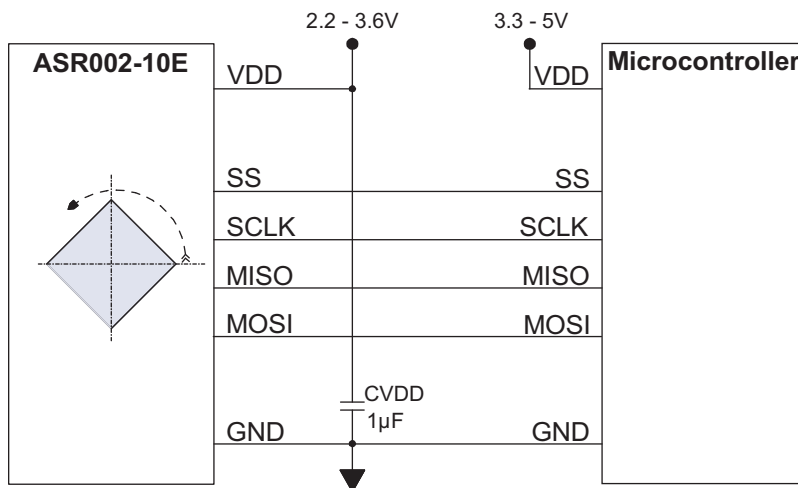 2.2 - 3.6V
3.3 - 5V
ASR002-10E
VDD
VDD
Microcontroller
SS
SS
SCLK
SCLK
MISO
MISO
MOSI
MOSI
CVDD
1µF
GND
GND